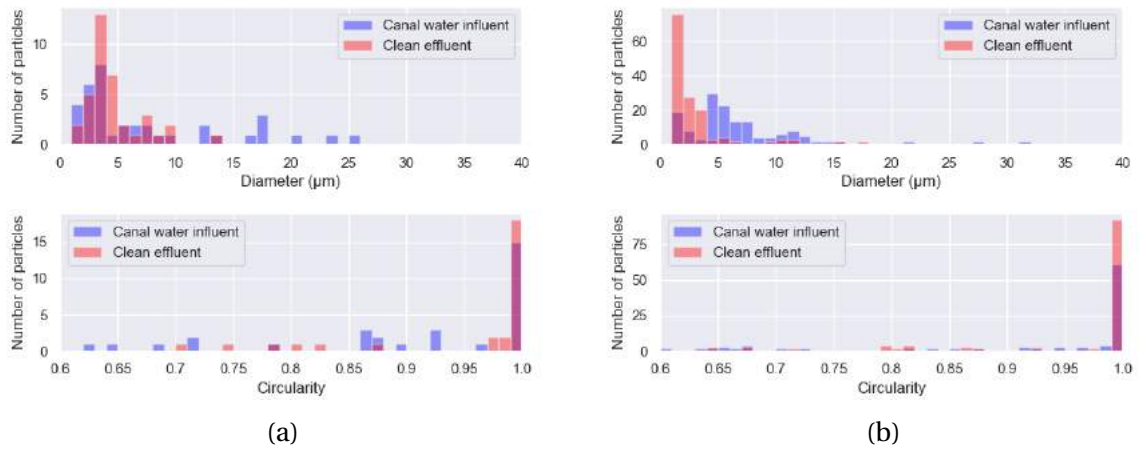 Number of particles
10
5
0
Canal water influent
Clean effluent
0 5 10 15 20 25 30 35 40
Diameter (µm)
Number of particles
15
10
5
0
Canal water influent
Clean effluent
0.6 0.65 0.7 0.75 0.8 0.85 0.9 0.95 1.0
Circularity
(a)
Number of particles
60
40
20
0
Canal water influent
Clean effluent
0 5 10 15 20 25 30 35 40
Diameter (µm)
Number of particles
75
50
25
0
Canal water influent
Clean effluent
0.6 0.65 0.7 0.75 0.8 0.85 0.9 0.95 1.0
Circularity
(b)